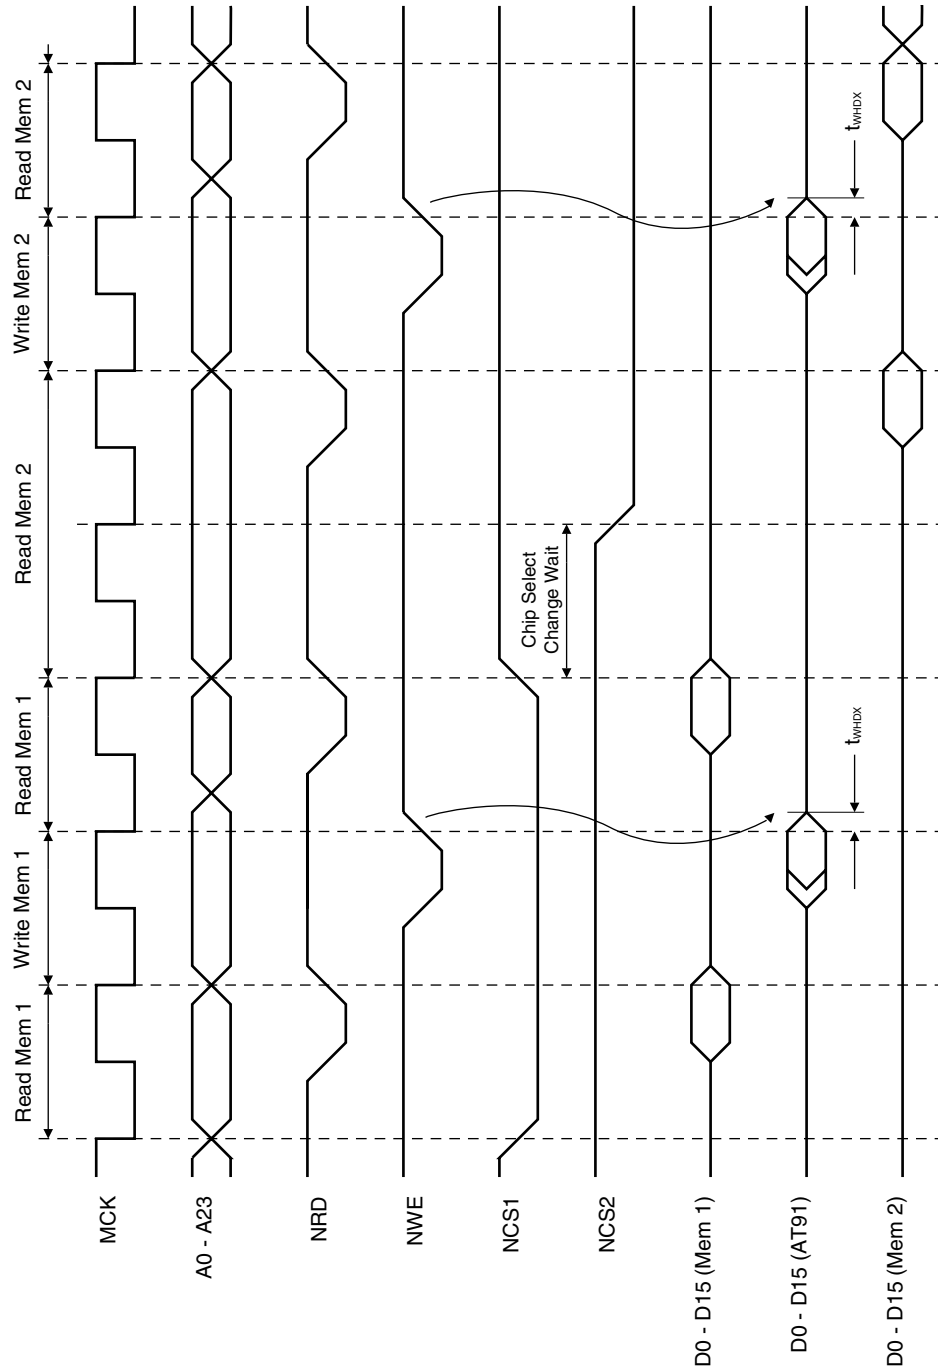 Read Mem 1
Write Mem 1
Read Mem 1
Read Mem 2
Write Mem 2
Read Mem 2
MCK
A0 - A23
NRD
NWE
NCS1
Chip Select
Change Wait
NCS2
D0 - D15 (Mem 1)
D0 - D15 (AT91)
tWHDX
tWHDX
D0 - D15 (Mem 2)